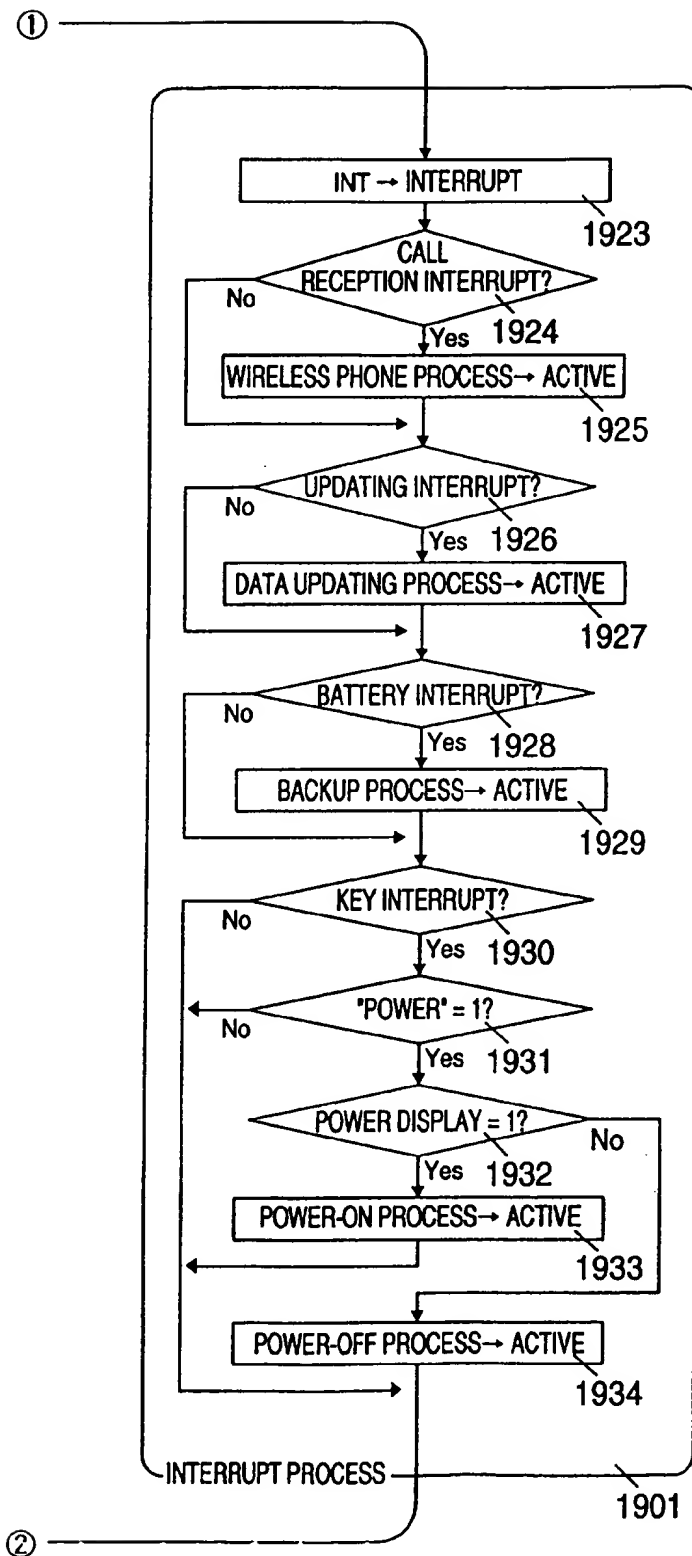 ①
INT → INTERRUPT
1923
CALL
RECEPTION INTERRUPT?
No
1924
Yes
WIRELESS PHONE PROCESS → ACTIVE
1925
UPDATING INTERRUPT?
No
1926
Yes
DATA UPDATING PROCESS → ACTIVE
1927
BATTERY INTERRUPT?
No
1928
Yes
BACKUP PROCESS → ACTIVE
1929
KEY INTERRUPT?
No
1930
Yes
"POWER" = 1?
No
1931
Yes
POWER DISPLAY = 1?
No
1932
Yes
POWER-ON PROCESS → ACTIVE
1933
POWER-OFF PROCESS → ACTIVE
1934
INTERRUPT PROCESS
1901
②